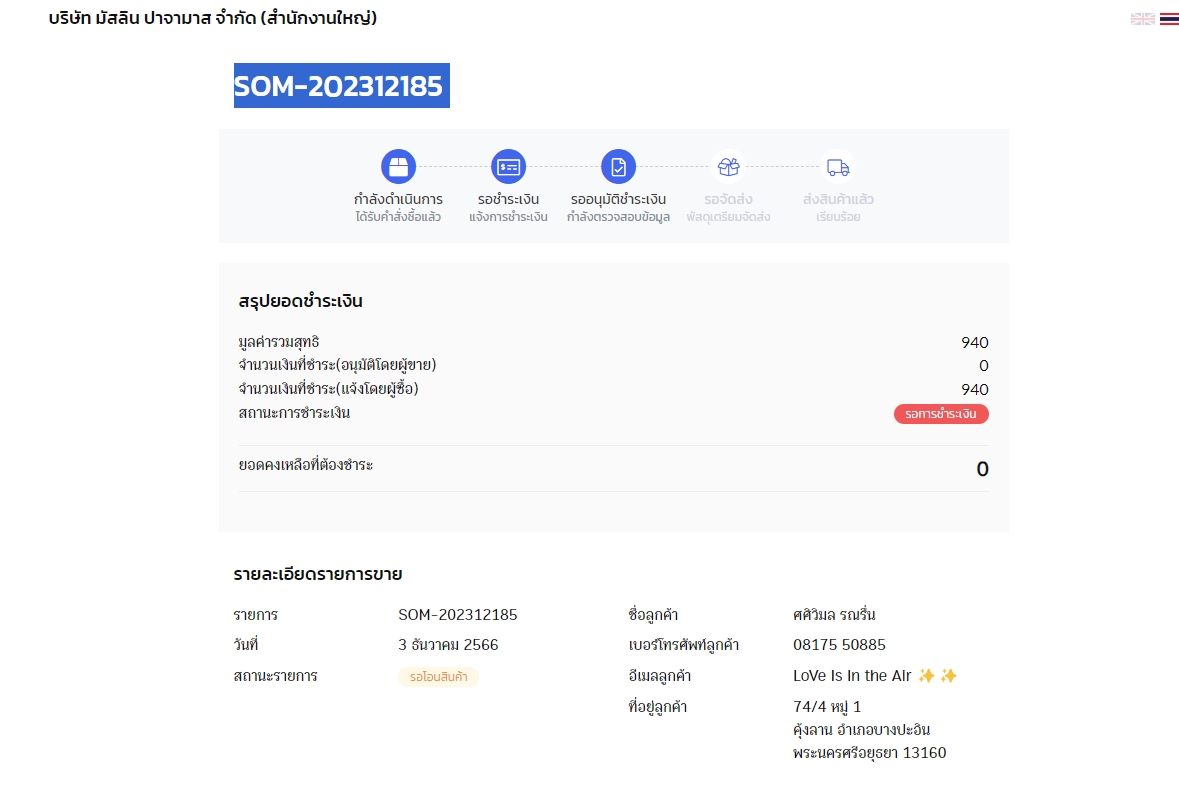 บริษัท มัสลิน ปาจามาส จำกัด (สำนักงานใหญ่)
SOM-202312185
กำลังดำเนินการ รอชำระเงิน รออนุมัติชำระเงิน รอจัดส่ง ส่งสินค้าแล้ว
ได้รับคำสั่งซื้อแล้ว แจ้งการชำระเงิน กำลังตรวจสอบข้อมูล พัสดุเตรียมจัดส่ง เรียบร้อย
สรุปยอดชำระเงิน
มูลค่ารวมสุทธิ 940
จำนวนเงินที่ชำระ(อนุมัติโดยผู้ขาย) 0
จำนวนเงินที่ชำระ(แจ้งโดยผู้ซื้อ) 940
สถานะการชำระเงิน รอการชำระเงิน
ยอดคงเหลือที่ต้องชำระ 0
รายละเอียดรายการขาย
รายการ SOM-202312185 ชื่อลูกค้า ศศิวิมล รณรื่น
วันที่ 3 ธันวาคม 2566 เบอร์โทรศัพท์ลูกค้า 08175 50885
สถานะรายการ รอโอนสินค้า อีเมลลูกค้า LoVe Is In the Air ✨ ✨
ที่อยู่ลูกค้า 74/4 หมู่ 1
คุ้งลาน อำเภอบางปะอิน
พระนครศรีอยุธยา 13160